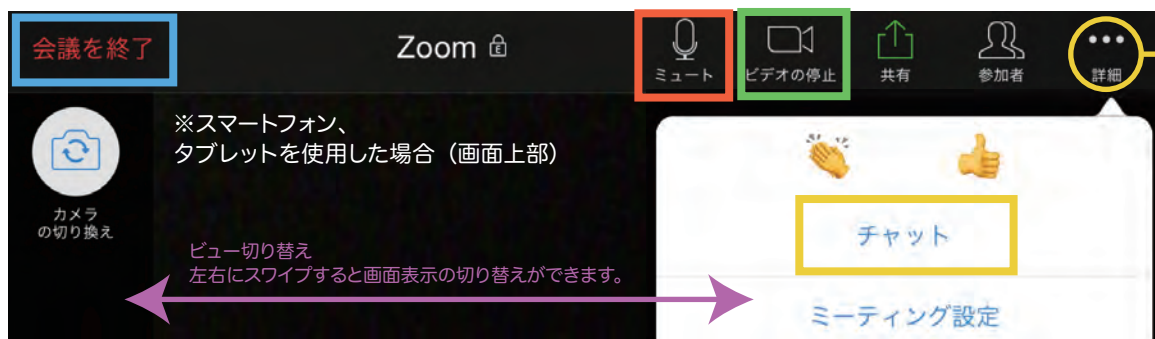 会議を終了
Zoom
ミュート
ビデオの停止
共有
参加者
詳細
カメラ
の切り換え
※スマートフォン、
タブレットを使用した場合（画面上部）
ビュー切り替え
左右にスワイプすると画面表示の切り替えができます。
チャット
ミーティング設定